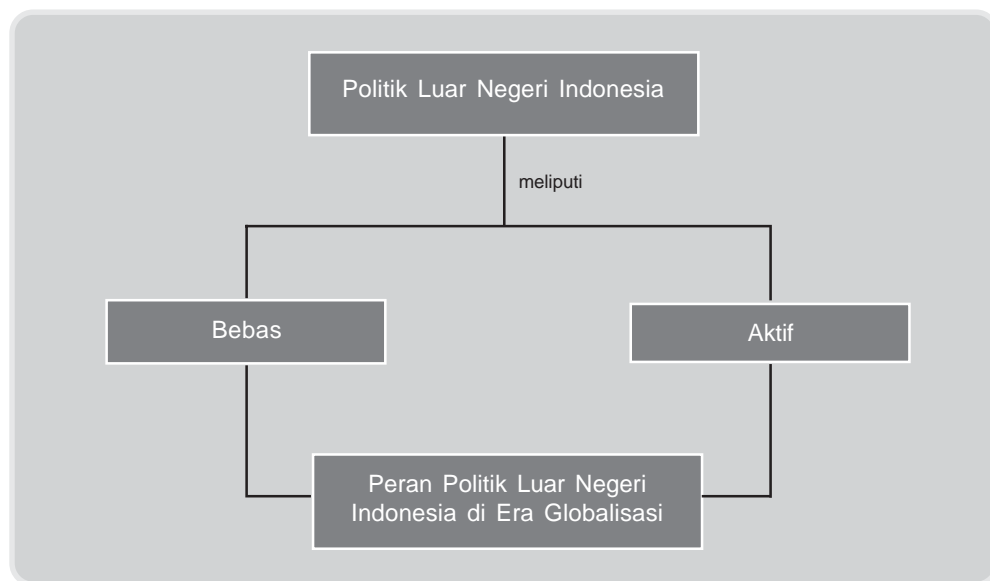 Politik Luar Negeri Indonesia
meliputi
Bebas
Aktif
Peran Politik Luar Negeri
Indonesia di Era Globalisasi